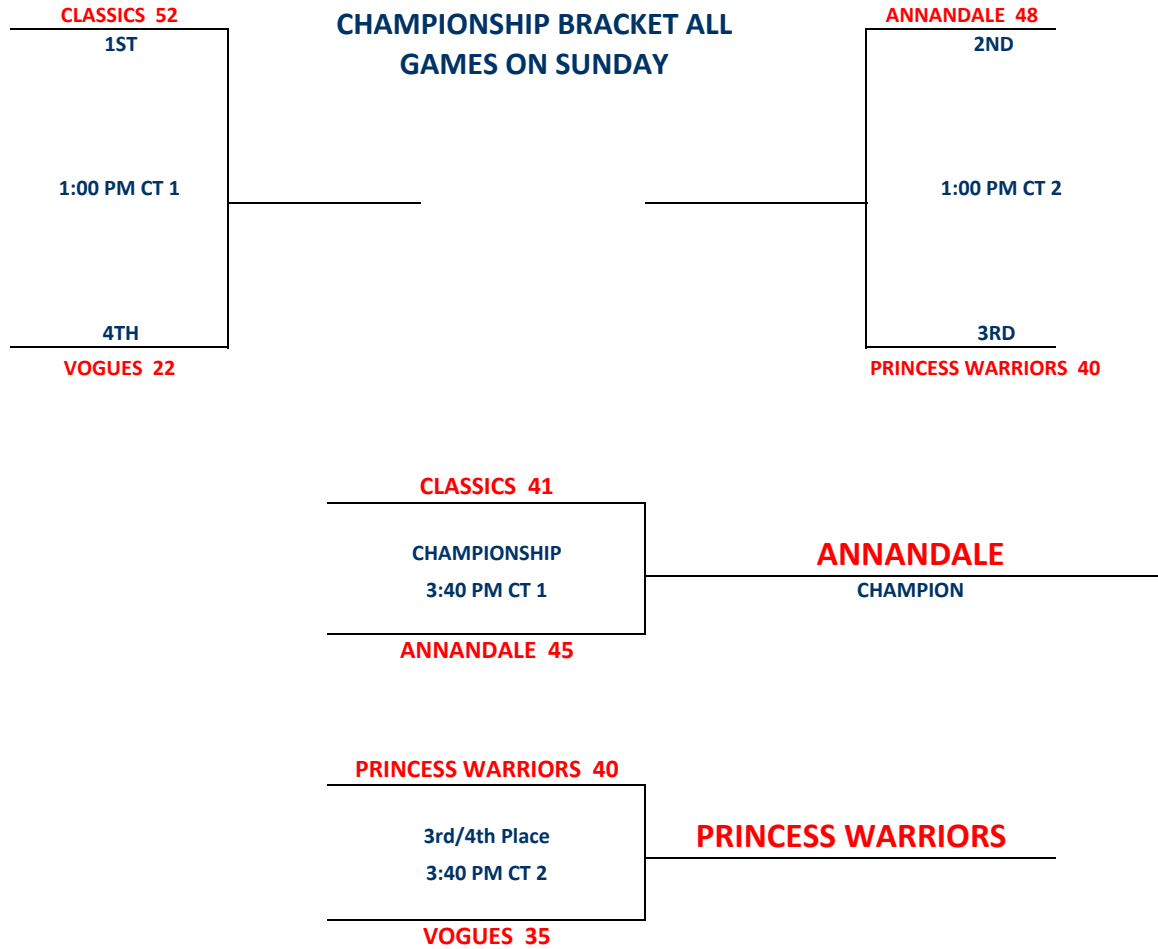 CLASSICS 52
1ST
CHAMPIONSHIP BRACKET ALL
GAMES ON SUNDAY
ANNANDALE 48
2ND
1:00 PM CT 1
1:00 PM CT 2
4TH
VOGUES 22
3RD
PRINCESS WARRIORS 40
CLASSICS 41
CHAMPIONSHIP
3:40 PM CT 1
ANNANDALE
CHAMPION
ANNANDALE 45
PRINCESS WARRIORS 40
3rd/4th Place
3:40 PM CT 2
PRINCESS WARRIORS
VOGUES 35